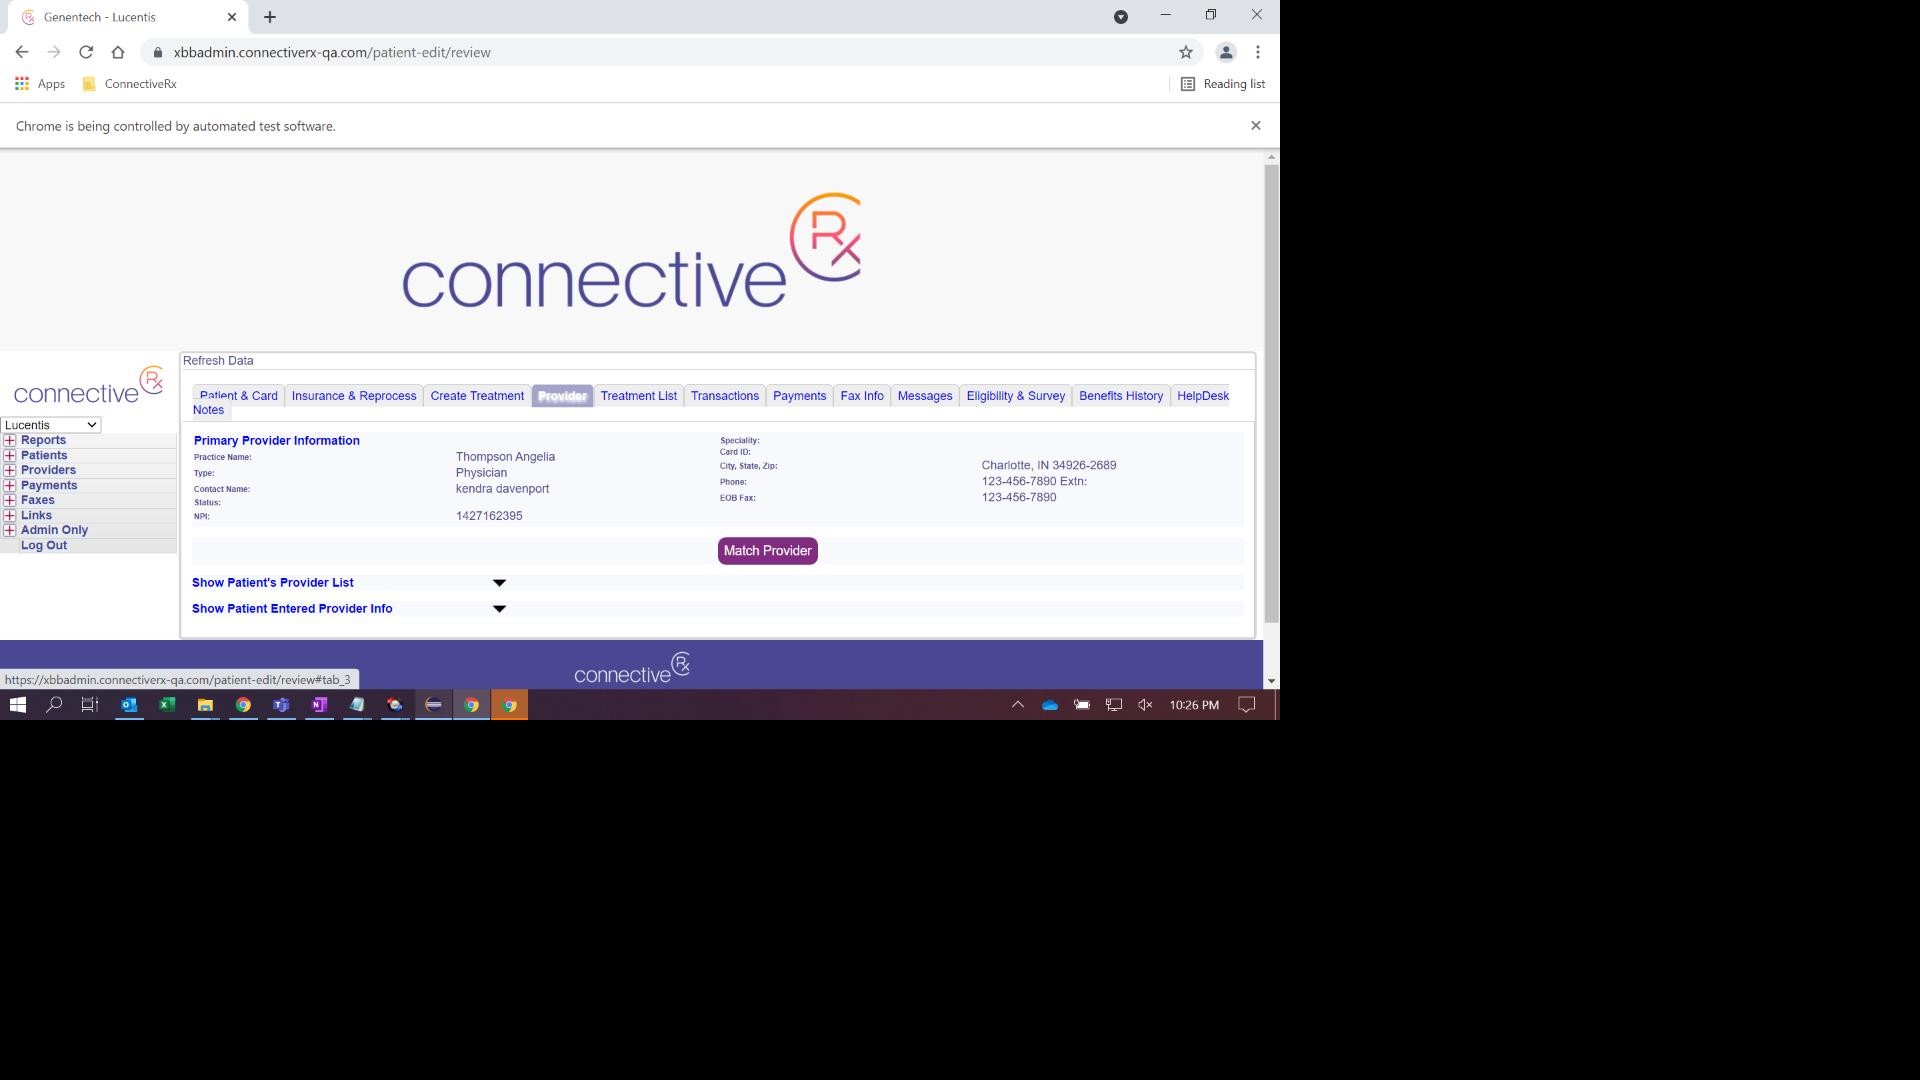 Genentech - Lucentis
xbbadmin.connectiverx-qa.com/patient-edit/review
Apps
ConnectiveRx
Reading list
Chrome is being controlled by automated test software.
connective Rx
connective Rx
Refresh Data
Patient & Card
Insurance & Reprocess
Create Treatment
Provider
Treatment List
Transactions
Payments
Fax Info
Messages
Eligibility & Survey
Benefits History
HelpDesk
Notes
Lucentis
Reports
Patients
Providers
Payments
Faxes
Links
Admin Only
Log Out
Primary Provider Information
Practice Name: Thompson Angelia
Type: Physician
Contact Name: kendra davenport
Status:
NPI: 1427162395
Speciality:
Card ID:
City, State, Zip: Charlotte, IN 34926-2689
Phone: 123-456-7890 Extn:
EOB Fax: 123-456-7890
Match Provider
Show Patient's Provider List
Show Patient Entered Provider Info
connective Rx
https://xbbadmin.connectiverx-qa.com/patient-edit/review#tab_3
10:26 PM